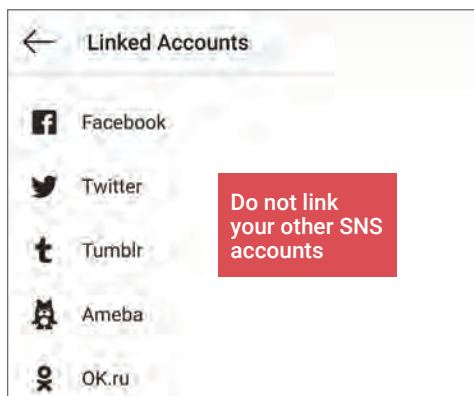 Linked Accounts
Facebook
Twitter
Do not link
your other SNS
accounts
Tumblr
Ameba
OK.ru